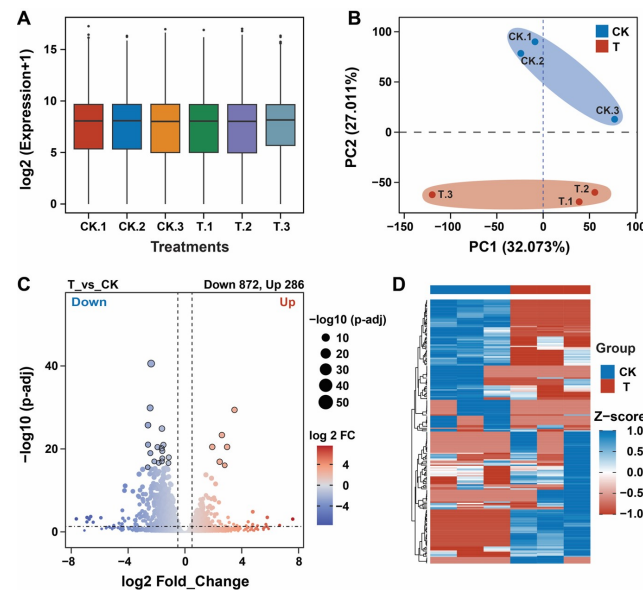 A
log2 (Expression+1)
15
10
5
0
CK.1 CK.2 CK.3 T.1 T.2 T.3
Treatments
B
PC2 (27.011%)
100
50
0
−50
CK.1
CK.2
CK.3
T.3
T.2
T.1
CK
T
−150 −100 −50 0 50 100
PC1 (32.073%)
C
T_vs_CK Down 872, Up 286
Down Up
−log10 (p-adj)
40
20
0
−8 −4 0 4 8
log2 Fold_Change
−log10 (p-adj)
10
20
30
40
50
log 2 FC
4
0
−4
D
Group
CK
T
Z−score
1.0
0.5
0.0
−0.5
−1.0